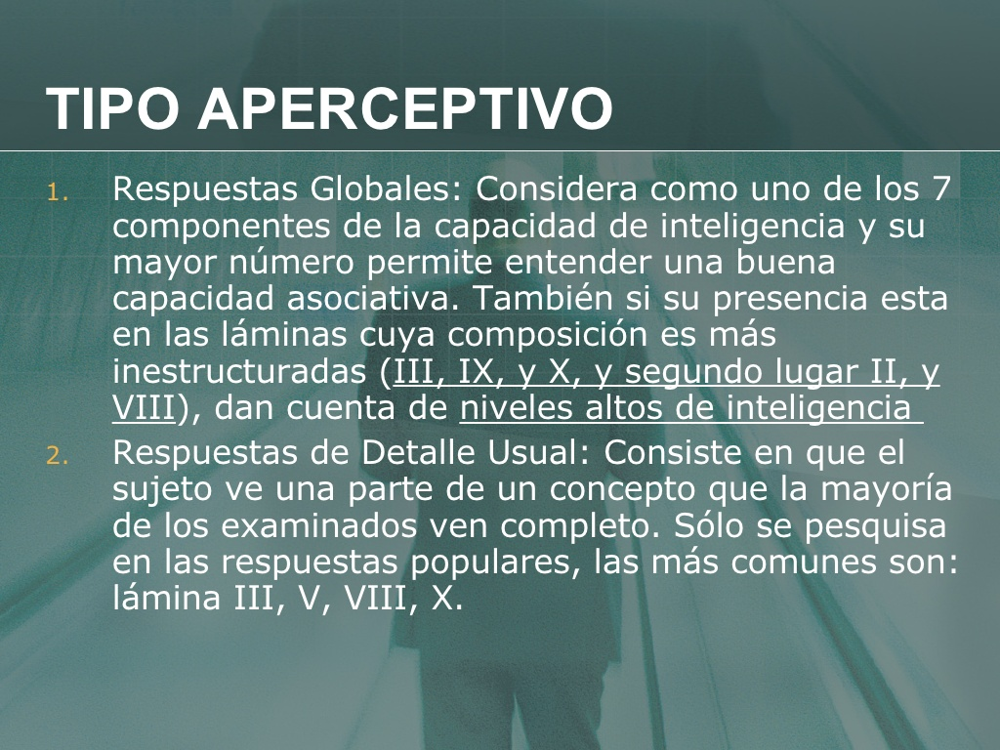 TIPO APERCEPTIVO
1. Respuestas Globales: Considera como uno de los 7
componentes de la capacidad de inteligencia y su
mayor número permite entender una buena
capacidad asociativa. También si su presencia esta
en las láminas cuya composición es más
inestructuradas (III, IX, y X, y segundo lugar II, y
VIII), dan cuenta de niveles altos de inteligencia
2. Respuestas de Detalle Usual: Consiste en que el
sujeto ve una parte de un concepto que la mayoría
de los examinados ven completo. Sólo se pesquisa
en las respuestas populares, las más comunes son:
lámina III, V, VIII, X.